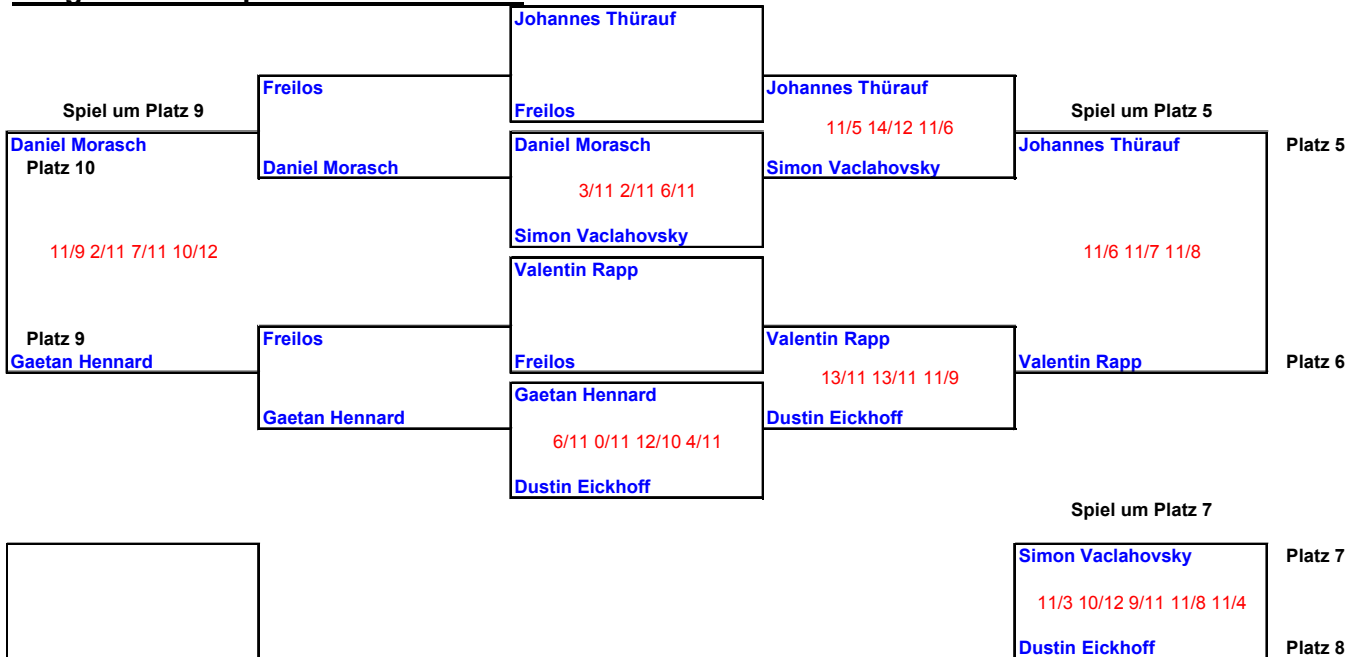 Johannes Thürauf
Freilos
Johannes Thürauf
Spiel um Platz 9
Freilos
Spiel um Platz 5
11/5 14/12 11/6
Daniel Morasch
Daniel Morasch
Johannes Thürauf
Platz 5
Platz 10
Daniel Morasch
Simon Vaclahovsky
3/11 2/11 6/11
Simon Vaclahovsky
11/9 2/11 7/11 10/12
11/6 11/7 11/8
Valentin Rapp
Platz 9
Freilos
Valentin Rapp
Gaetan Hennard
Freilos
Valentin Rapp
Platz 6
13/11 13/11 11/9
Gaetan Hennard
Gaetan Hennard
Dustin Eickhoff
6/11 0/11 12/10 4/11
Dustin Eickhoff
Spiel um Platz 7
Simon Vaclahovsky
Platz 7
11/3 10/12 9/11 11/8 11/4
Dustin Eickhoff
Platz 8